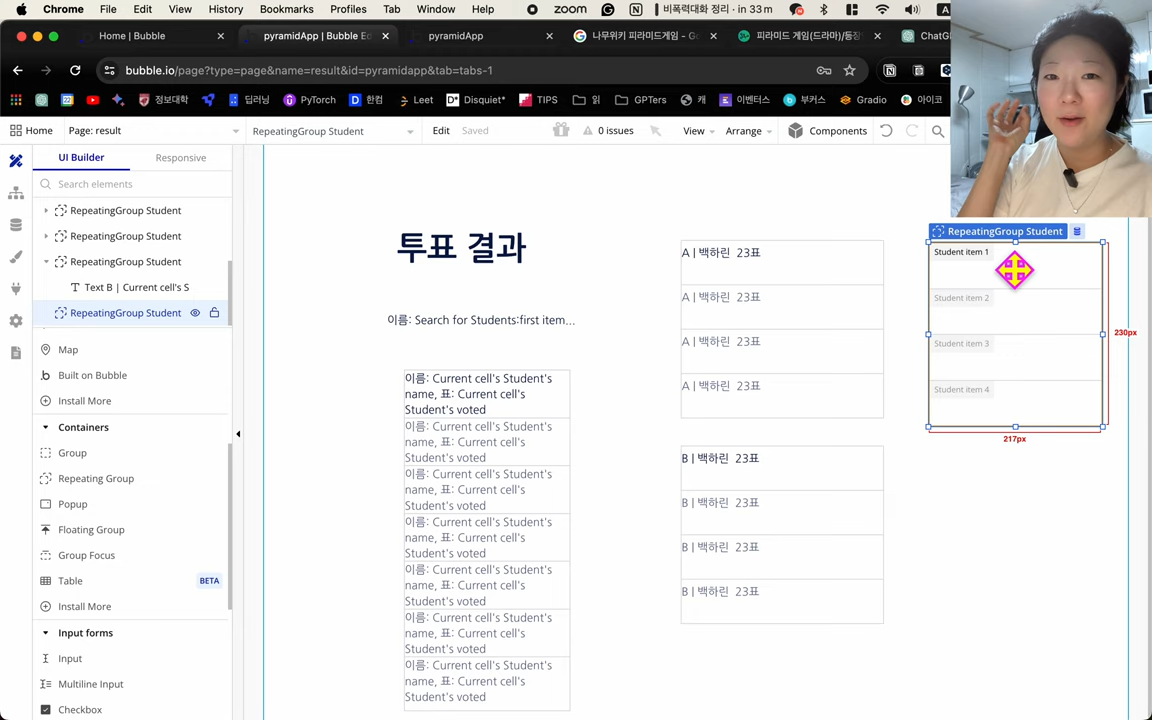 Chrome File Edit View History Bookmarks Profiles Tab Window Help zoom 비폭력대화 정리 · in 33 m A
Home | Bubble
pyramidApp | Bubble Ed
pyramidApp
나무위키 피라미드게임 - Go
피라미드 게임(드라마)/등장
ChatG
bubble.io/page?type=page&name=result&id=pyramidapp&tab=tabs-1
정보대학
딥러닝
PyTorch
한컴
Leet
Disquiet*
TIPS
읽
GPTers
캐
이벤터스
부커스
Gradio
아이코
Home
Page: result
RepeatingGroup Student
Edit
Saved
0 issues
View
Arrange
Components
UI Builder
Responsive
Search elements
RepeatingGroup Student
RepeatingGroup Student
RepeatingGroup Student
Text B | Current cell's S
RepeatingGroup Student
Map
Built on Bubble
Install More
Containers
Group
Repeating Group
Popup
Floating Group
Group Focus
Table BETA
Install More
Input forms
Input
Multiline Input
Checkbox
투표 결과
이름: Search for Students:first item...
이름: Current cell's Student's
name, 표: Current cell's
Student's voted
이름: Current cell's Student's
name, 표: Current cell's
Student's voted
이름: Current cell's Student's
name, 표: Current cell's
Student's voted
이름: Current cell's Student's
name, 표: Current cell's
Student's voted
이름: Current cell's Student's
name, 표: Current cell's
Student's voted
이름: Current cell's Student's
name, 표: Current cell's
Student's voted
이름: Current cell's Student's
name, 표: Current cell's
Student's voted
A | 백하린 23표
A | 백하린 23표
A | 백하린 23표
A | 백하린 23표
B | 백하린 23표
B | 백하린 23표
B | 백하린 23표
B | 백하린 23표
RepeatingGroup Student
Student item 1
Student item 2
Student item 3
Student item 4
230px
217px